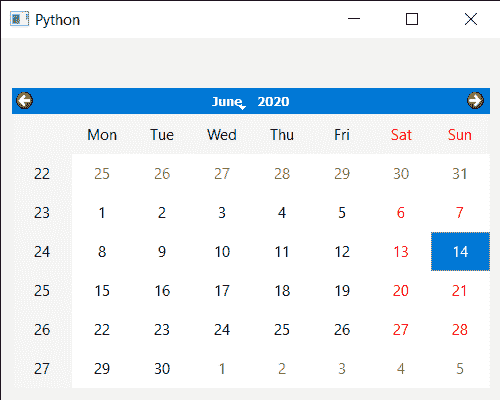 Python
June 2020
Mon Tue Wed Thu Fri Sat Sun
22 25 26 27 28 29 30 31
23 1 2 3 4 5 6 7
24 8 9 10 11 12 13 14
25 15 16 17 18 19 20 21
26 22 23 24 25 26 27 28
27 29 30 1 2 3 4 5